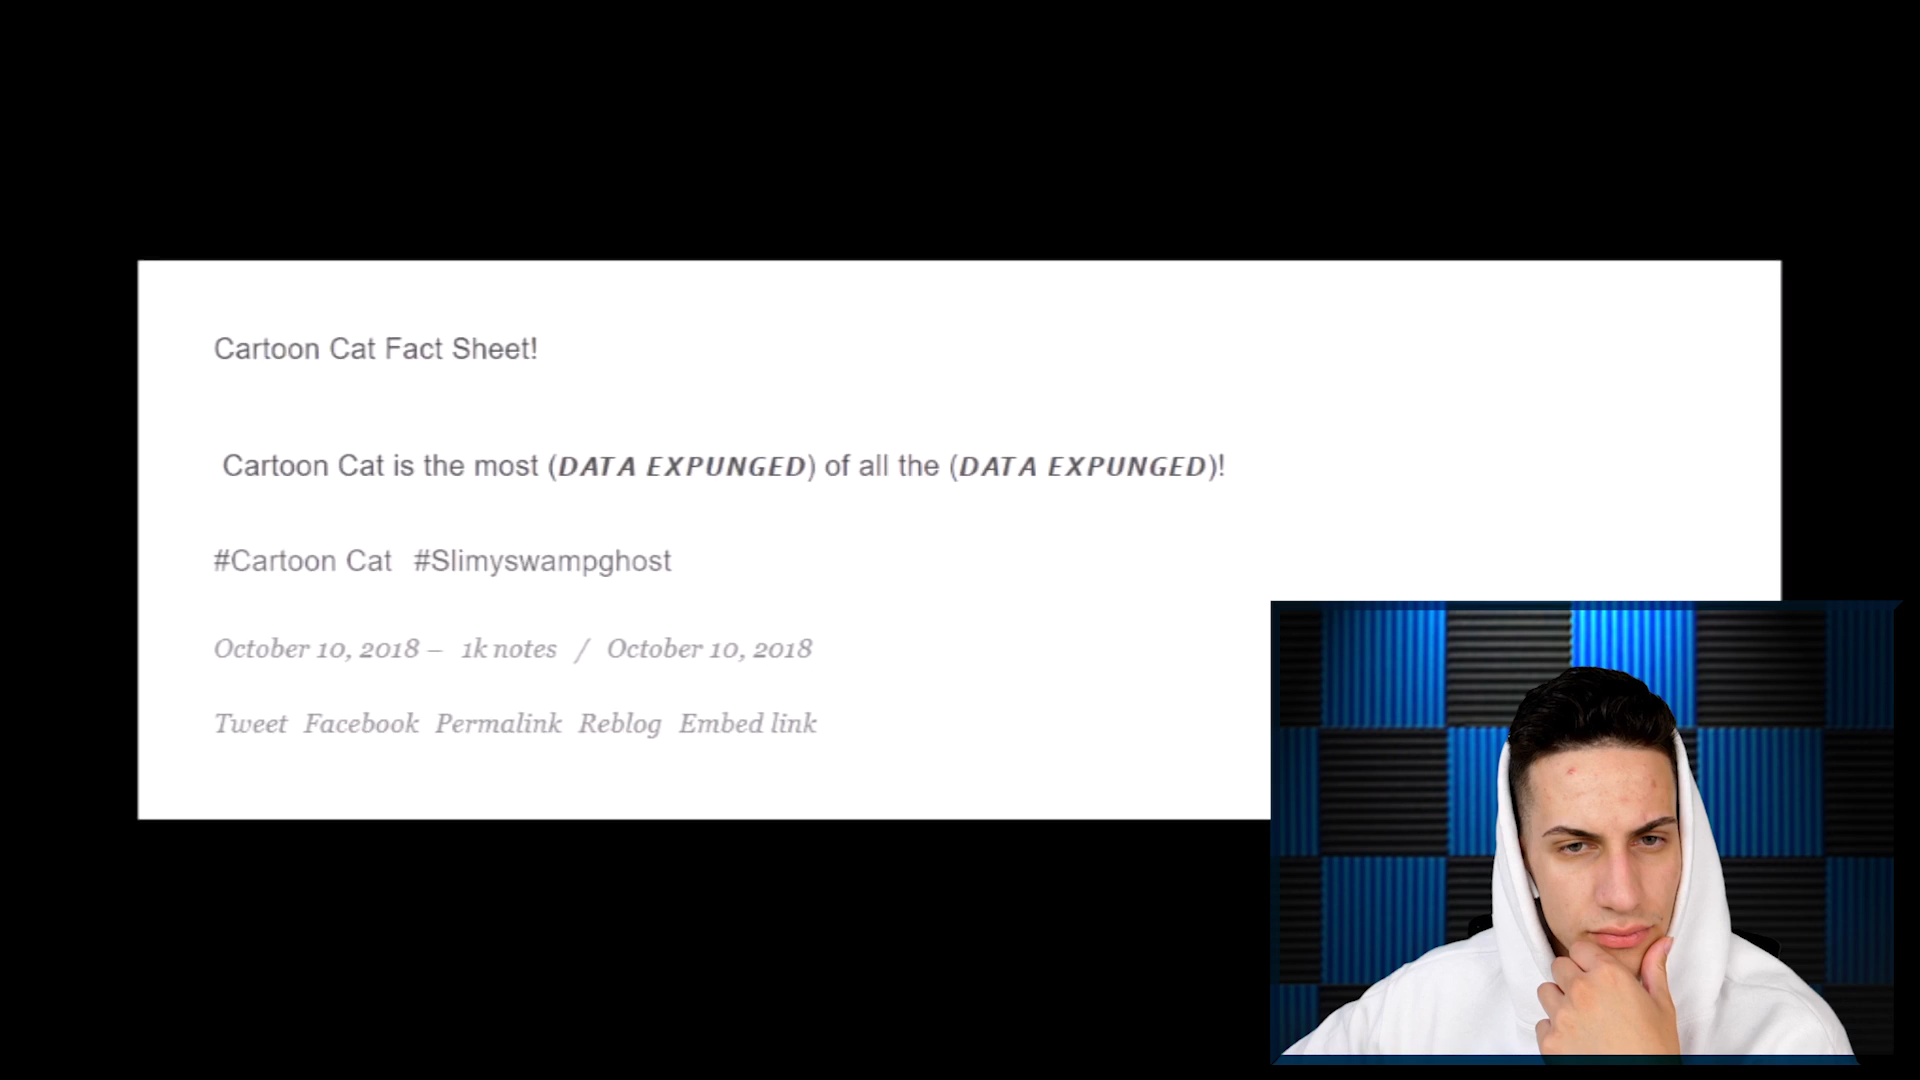 Cartoon Cat Fact Sheet!
Cartoon Cat is the most (DATA EXPUNGED) of all the (DATA EXPUNGED)!
#Cartoon Cat #Slimyswampghost
October 10, 2018 – 1k notes / October 10, 2018
Tweet Facebook Permalink Reblog Embed link